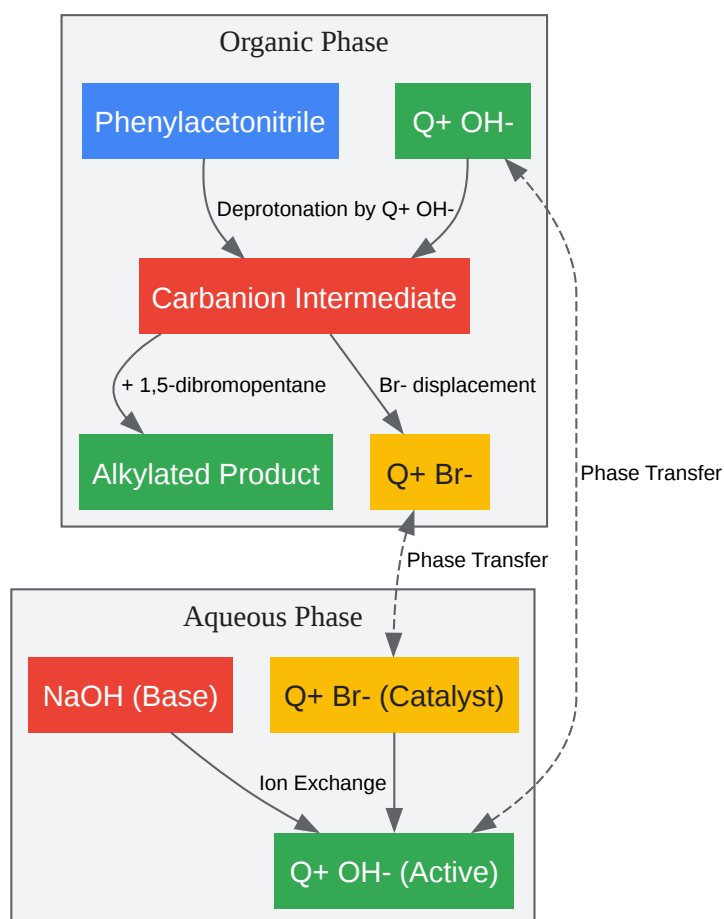 Organic Phase
Phenylacetonitrile
Q+ OH-
Deprotonation by Q+ OH-
Carbanion Intermediate
+ 1,5-dibromopentane
Br- displacement
Alkylated Product
Q+ Br-
Phase Transfer
Phase Transfer
Aqueous Phase
NaOH (Base)
Q+ Br- (Catalyst)
Ion Exchange
Q+ OH- (Active)